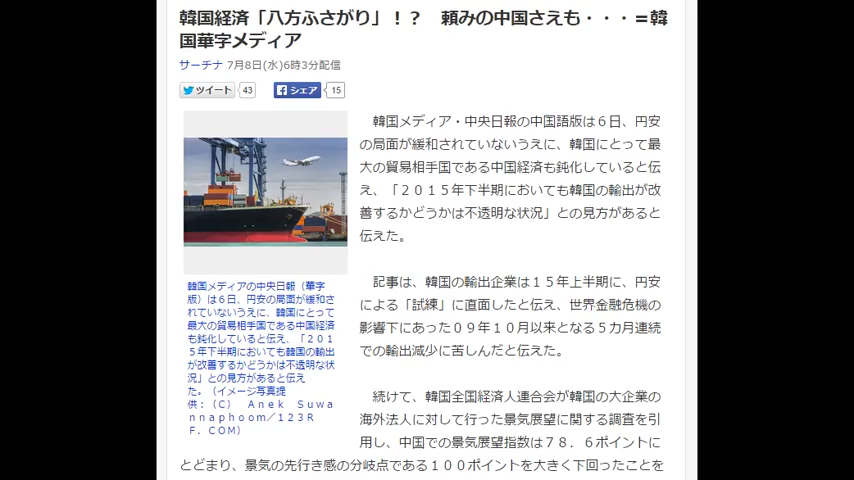 韓国経済「八方ふさがり」！？　頼みの中国さえも・・・＝韓
国華字メディア
サーチナ 7月8日(水)6時3分配信
ツイート 43 シェア 15
韓国メディア・中央日報の中国語版は６日、円安
の局面が緩和されていないうえに、韓国にとって最
大の貿易相手国である中国経済も鈍化していると伝
え、「２０１５年下半期においても韓国の輸出が改
善するかどうかは不透明な状況」との見方があると
伝えた。
記事は、韓国の輸出企業は１５年上半期に、円安
による「試練」に直面したと伝え、世界金融危機の
影響下にあった０９年１０月以来となる５カ月連続
での輸出減少に苦しんだと伝えた。
続けて、韓国全国経済人連合会が韓国の大企業の
海外法人に対して行った景気展望に関する調査を引
用し、中国での景気展望指数は７８．６ポイントに
とどまり、景気の先行き感の分岐点である１００ポイントを大きく下回ったことを
韓国メディアの中央日報（華字
版）は６日、円安の局面が緩和さ
れていないうえに、韓国にとって
最大の貿易相手国である中国経済
も鈍化していると伝え、「２０１
５年下半期においても韓国の輸出
が改善するかどうかは不透明な状
況」との見方があると伝え
た。（イメージ写真提
供：（Ｃ）　Ａｎｅｋ　Ｓｕｗａ
ｎｎａｐｈｏｏｍ／１２３Ｒ
Ｆ．ＣＯＭ）